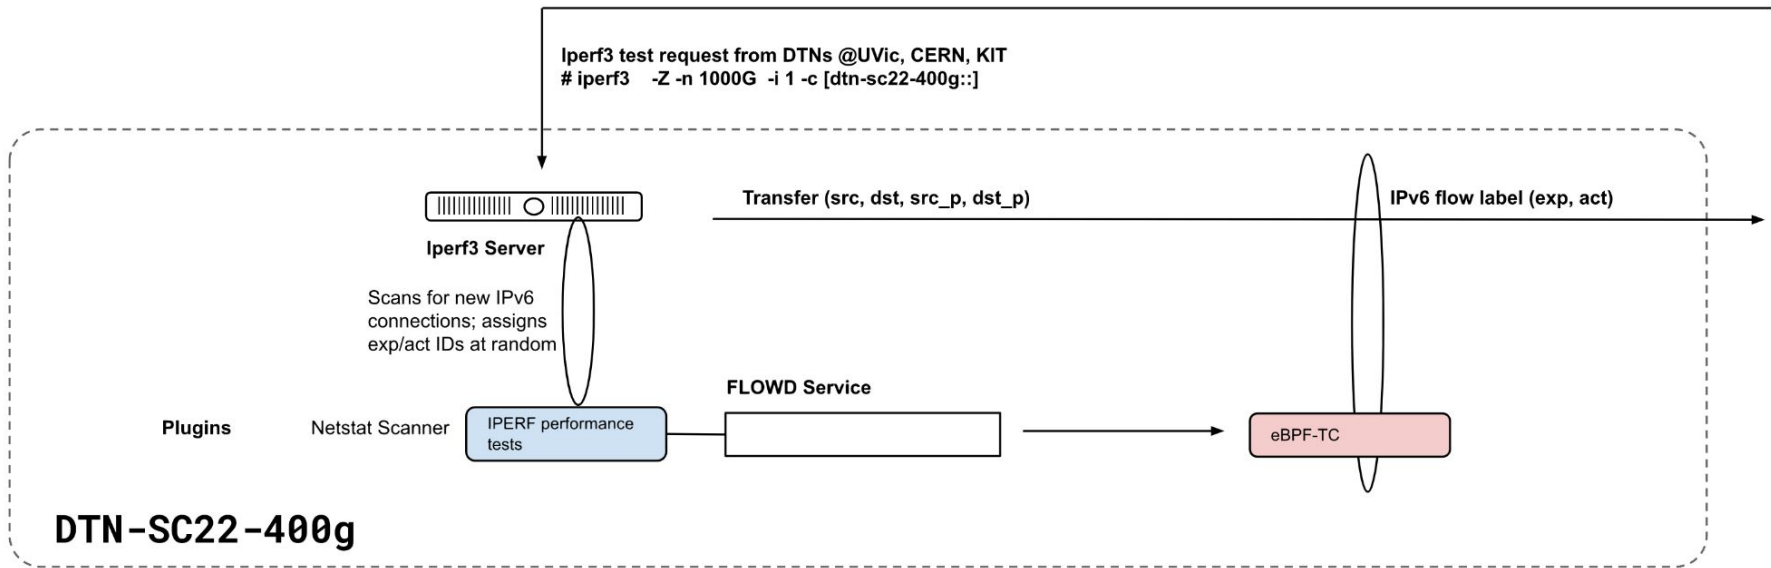 Iperf3 test request from DTNs @UVic, CERN, KIT
# iperf3 -Z -n 1000G -i 1 -c [dtn-sc22-400g::]
Transfer (src, dst, src_p, dst_p)
IPv6 flow label (exp, act)
Iperf3 Server
Scans for new IPv6
connections; assigns
exp/act IDs at random
FLOWD Service
Plugins
Netstat Scanner
IPERF performance
tests
eBPF-TC
DTN-SC22-400g